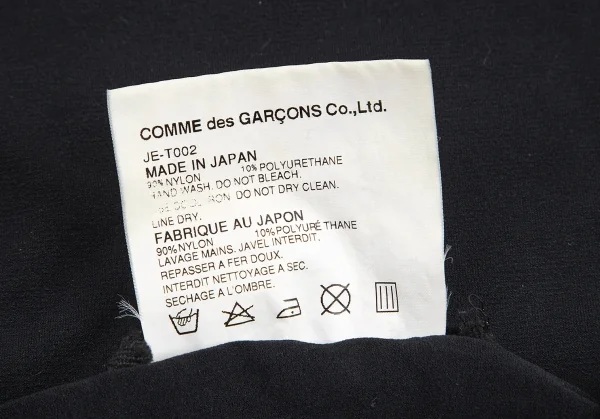 COMME des GARÇONS Co.,Ltd.
JE-T002
MADE IN JAPAN
90% NYLON 10% POLYURETHANE
HAND WASH. DO NOT BLEACH.
IRON. DO NOT DRY CLEAN.
LINE DRY.
FABRIQUE AU JAPON
90% NYLON 10% POLYURÉTHANE
LAVAGE MAINS. JAVEL INTERDIT.
REPASSER A FER DOUX.
INTERDIT NETTOYAGE A SEC.
SECHAGE A L'OMBRE.